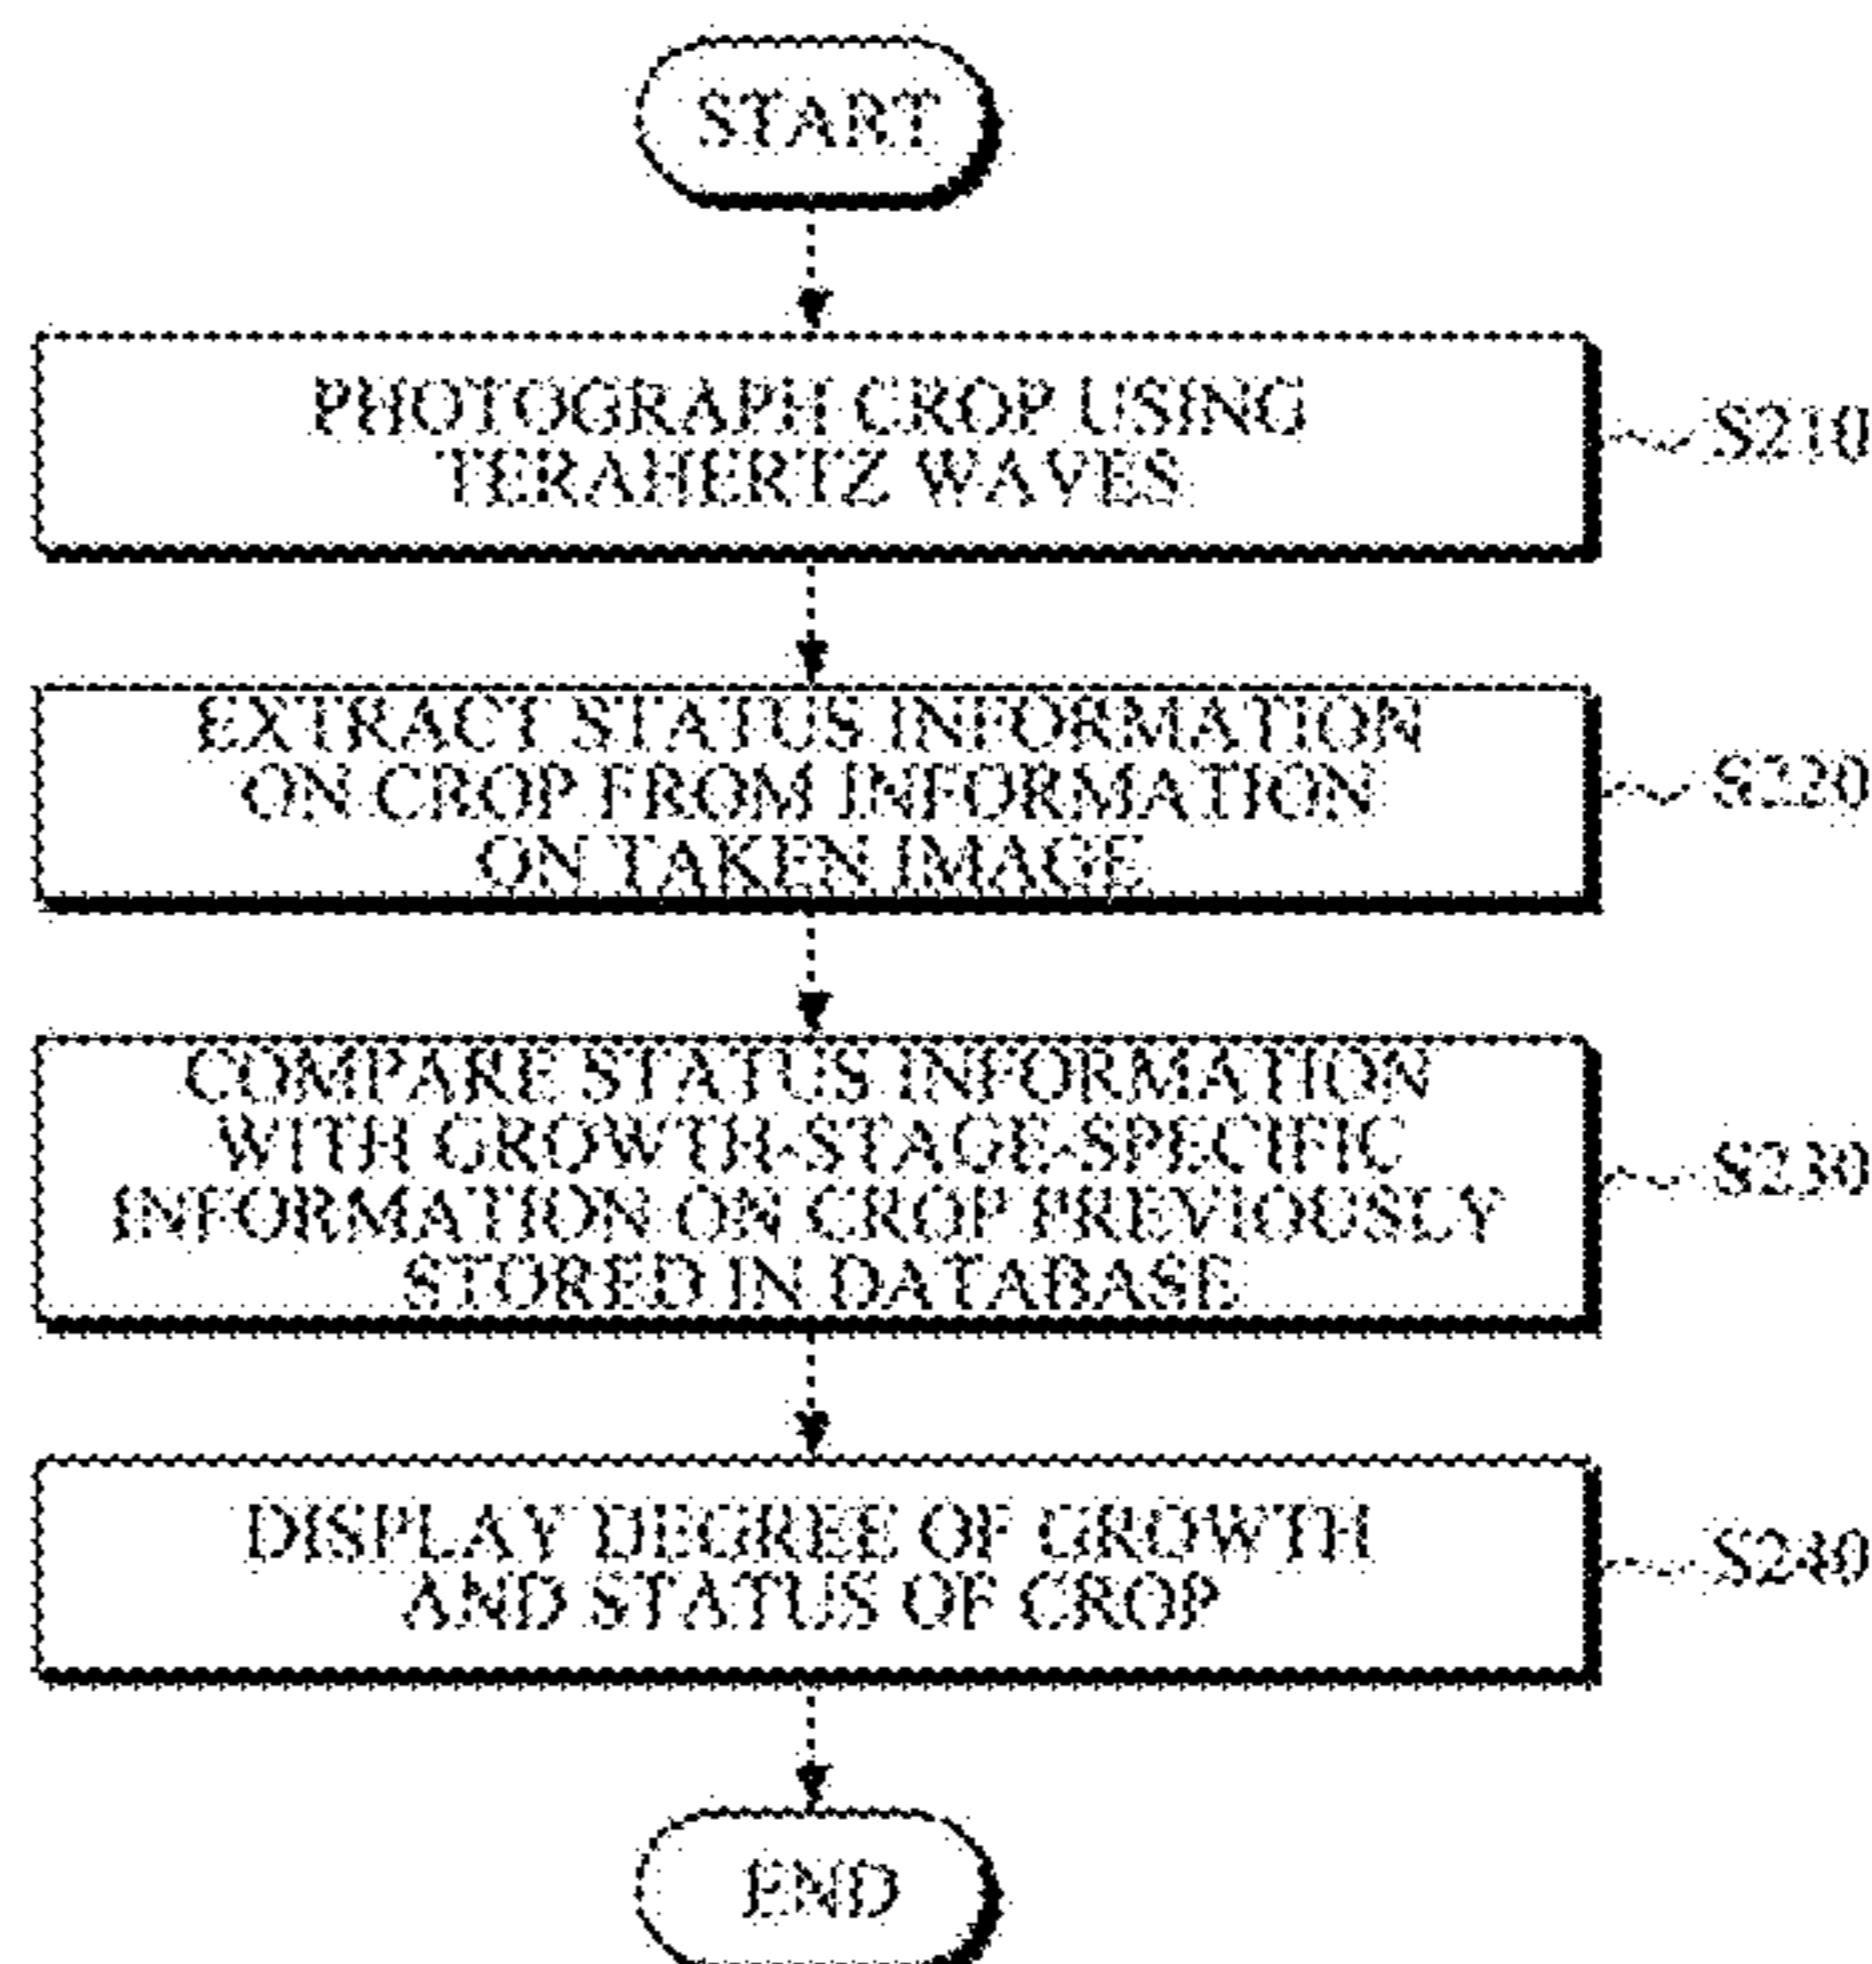 START
PHOTOGRAPH CROP USING
TERAHERTZ WAVES
S210
EXTRACT STATUS INFORMATION
ON CROP FROM INFORMATION
ON TAKEN IMAGE
S220
COMPARE STATUS INFORMATION
WITH GROWTH-STAGE-SPECIFIC
INFORMATION ON CROP PREVIOUSLY
STORED IN DATABASE
S230
DISPLAY DEGREE OF GROWTH
AND STATUS OF CROP
S240
END